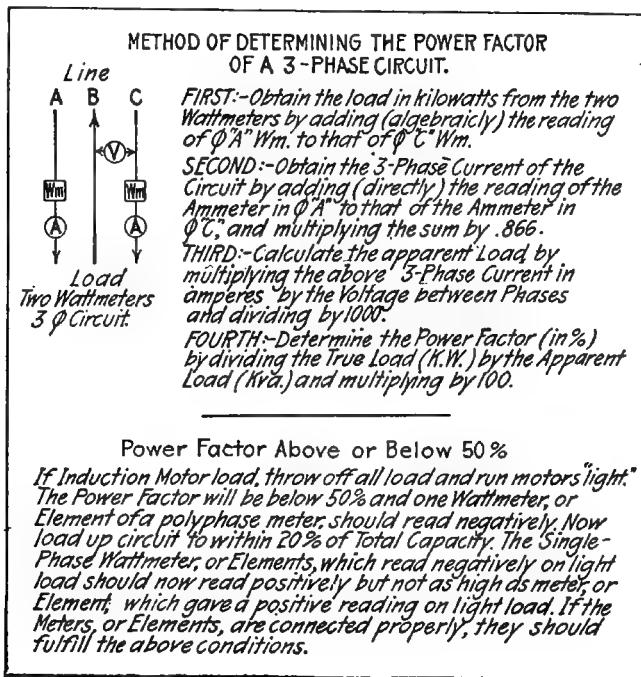 METHOD OF DETERMINING THE POWER FACTOR
OF A 3-PHASE CIRCUIT.
Line
A B C
V
Wm Wm
A A
Load
Two Wattmeters
3 ϕ Circuit.
FIRST:-Obtain the load in kilowatts from the two
Wattmeters by adding (algebraicly) the reading
of ϕ"A" Wm. to that of ϕ"C" Wm.
SECOND:-Obtain the 3-Phase Current of the
Circuit by adding (directly) the reading of the
Ammeter in ϕ"A" to that of the Ammeter in
ϕ"C", and multiplying the sum by .866.
THIRD:-Calculate the apparent Load, by
multiplying the above 3-Phase Current in
amperes by the Voltage between Phases
and dividing by 1000.
FOURTH:-Determine the Power Factor (in %)
by dividing the True Load (K.W.) by the Apparent
Load (Kva.) and multiplying by 100.
Power Factor Above or Below 50%
If Induction Motor load, throw off all load and run motors "light."
The Power Factor will be below 50% and one Wattmeter, or
Element of a polyphase meter, should read negatively. Now
load up circuit to within 20% of Total Capacity. The Single-
Phase Wattmeter, or Elements, which read negatively on light
load should now read positively but not as high as meter, or
Element, which gave a positive reading on light load. If the
Meters, or Elements, are connected properly, they should
fulfill the above conditions.